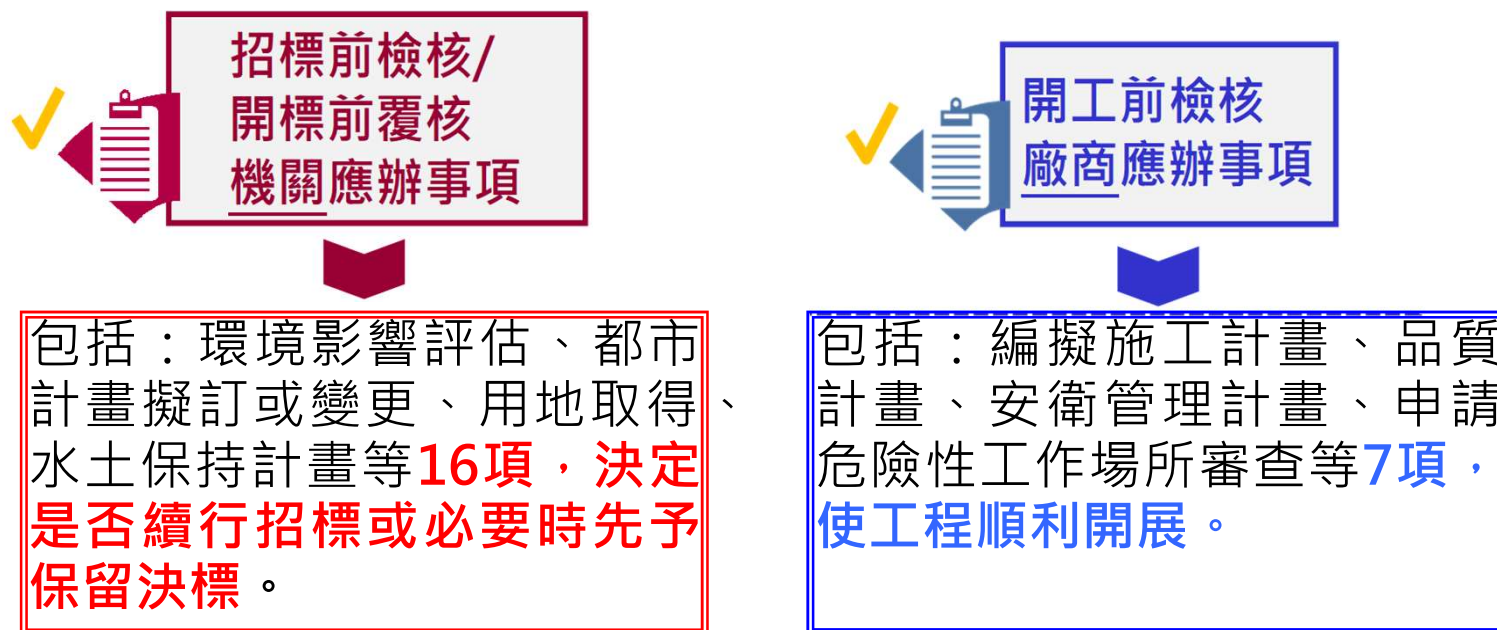 招標前檢核/
開標前覆核
機關應辦事項
包括：環境影響評估、都市
計畫擬訂或變更、用地取得、
水土保持計畫等16項，決定
是否續行招標或必要時先予
保留決標。
開工前檢核
廠商應辦事項
包括：編擬施工計畫、品質
計畫、安衛管理計畫、申請
危險性工作場所審查等7項，
使工程順利開展。